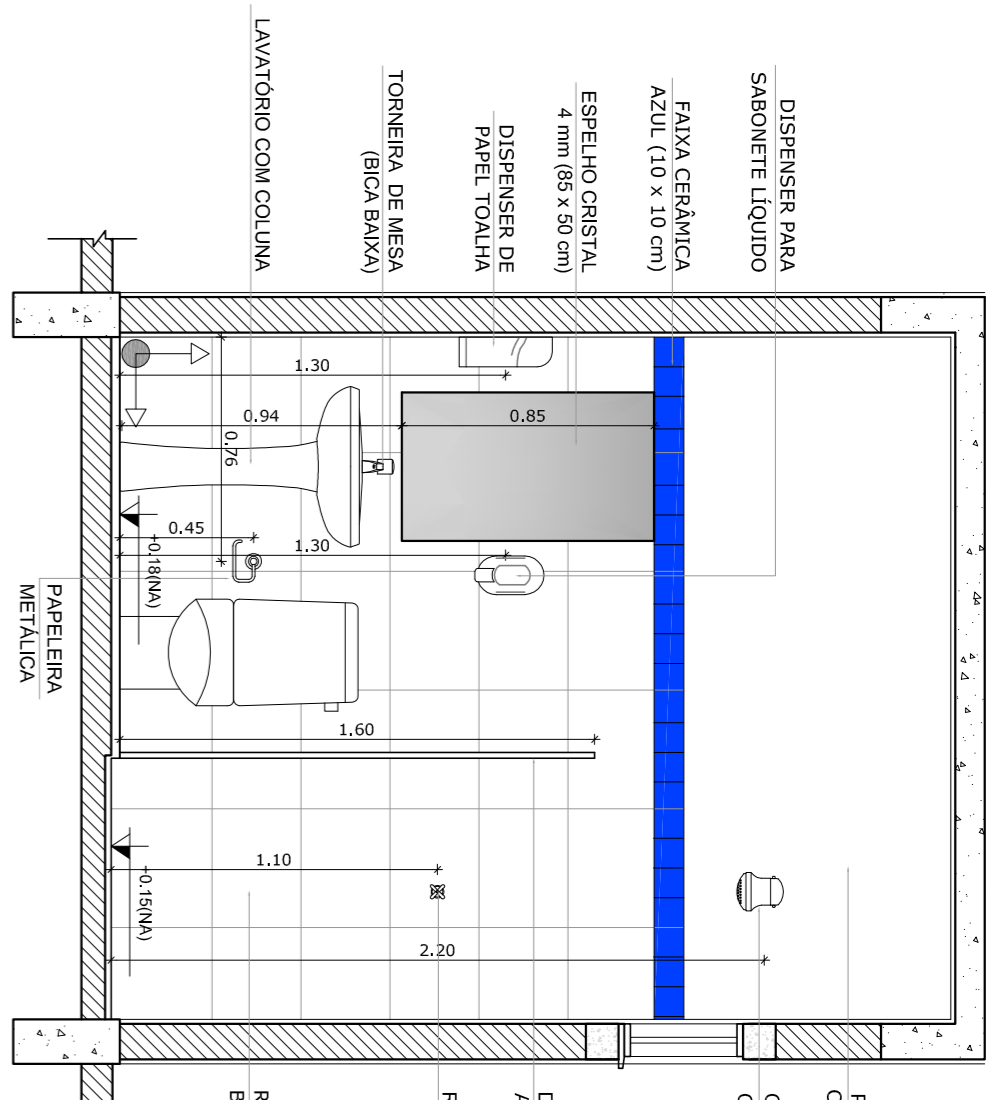 LAVATÓRIO COM COLUNA
TORNEIRA DE MESA
(BICA BAIXA)
DISPENSER DE
PAPEL TOALHA
ESPELHO CRISTAL
4 mm (85 x 50 cm)
FAIXA CERÂMICA
AZUL (10 x 10 cm)
DISPENSER PARA
SABONETE LÍQUIDO
1.30
0.94
0.85
0.76
0.45
1.30
+0.18(NA)
PAPELEIRA
METÁLICA
1.60
1.10
+0.15(NA)
2.20